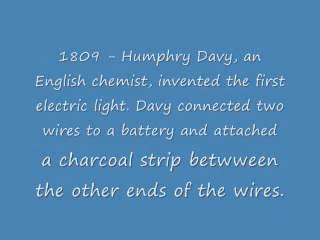 1809 - Humphry Davy, an
English chemist, invented the first
electric light. Davy connected two
wires to a battery and attached
a charcoal strip betwween
the other ends of the wires.